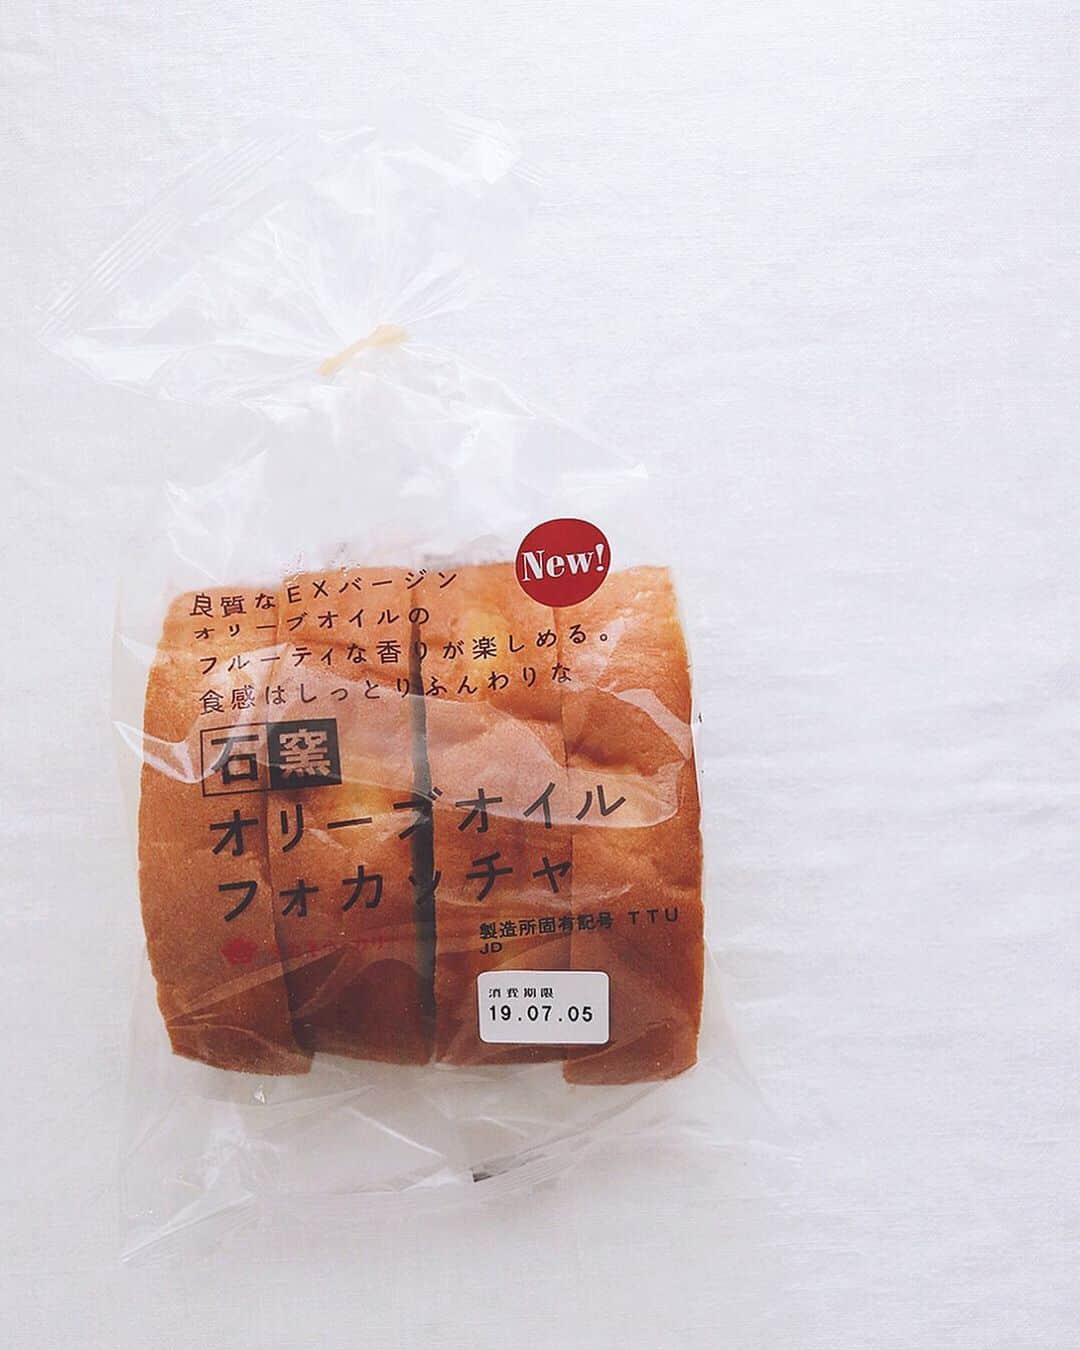 New!
良質なEXバージン
オリーブオイルの
フルーティな香りが楽しめる。
食感はしっとりふんわりな
石窯
オリーブオイル
フォカッチャ
製造所固有記号 TTU
JD
消費期限
19.07.05